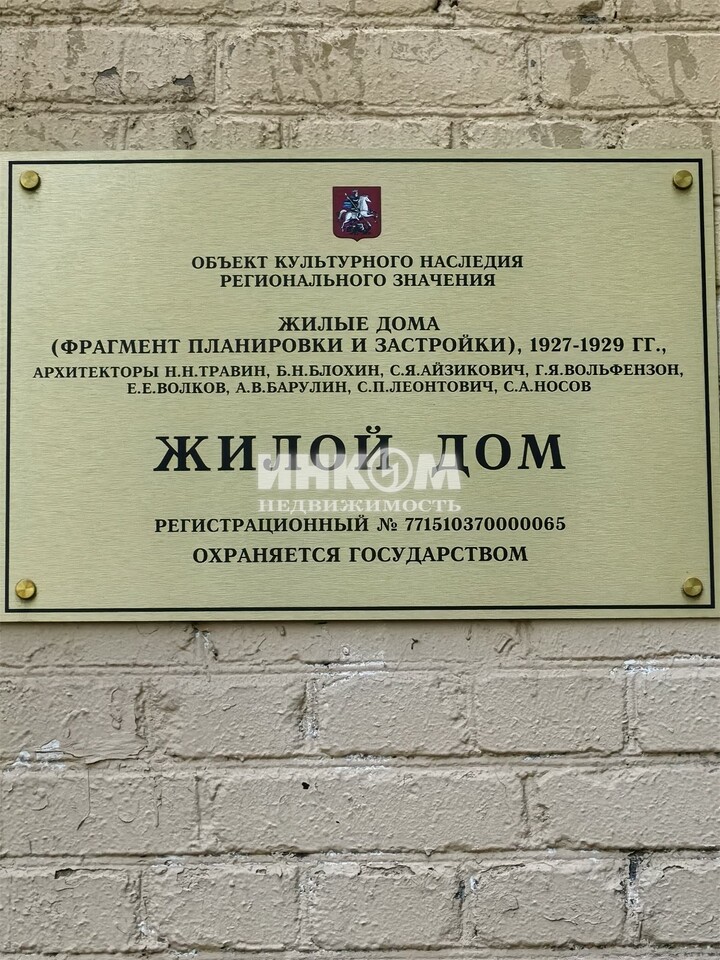 ОБЪЕКТ КУЛЬТУРНОГО НАСЛЕДИЯ
РЕГИОНАЛЬНОГО ЗНАЧЕНИЯ
ЖИЛЫЕ ДОМА
(ФРАГМЕНТ ПЛАНИРОВКИ И ЗАСТРОЙКИ), 1927-1929 ГГ.,
АРХИТЕКТОРЫ Н.Н.ТРАВИН, Б.Н.БЛОХИН, С.Я.АЙЗИКОВИЧ, Г.Я.ВОЛЬФЕНЗОН,
Е.Е.ВОЛКОВ, А.В.БАРУЛИН, С.П.ЛЕОНТОВИЧ, С.А.НОСОВ
ЖИЛОЙ ДОМ
ИНКОМ
НЕДВИЖИМОСТЬ
РЕГИСТРАЦИОННЫЙ № 771510370000065
ОХРАНЯЕТСЯ ГОСУДАРСТВОМ